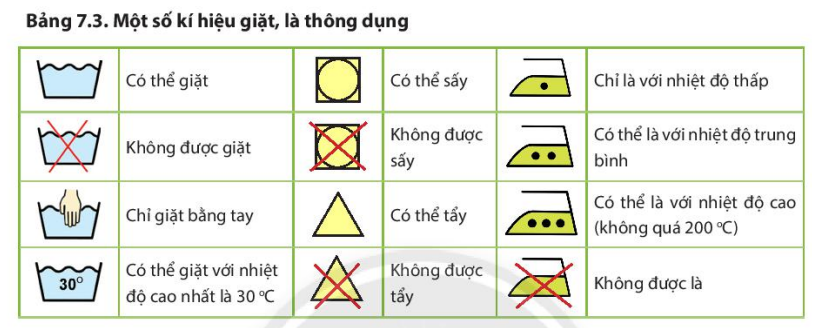 Bảng 7.3. Một số kí hiệu giặt, là thông dụng
Có thể giặt
Có thể sấy
Chỉ là với nhiệt độ thấp
Không được giặt
Không được
sấy
Có thể là với nhiệt độ trung
bình
Chỉ giặt bằng tay
Có thể tẩy
Có thể là với nhiệt độ cao
(không quá 200 °C)
30°
Có thể giặt với nhiệt
độ cao nhất là 30 °C
Không được
tẩy
Không được là